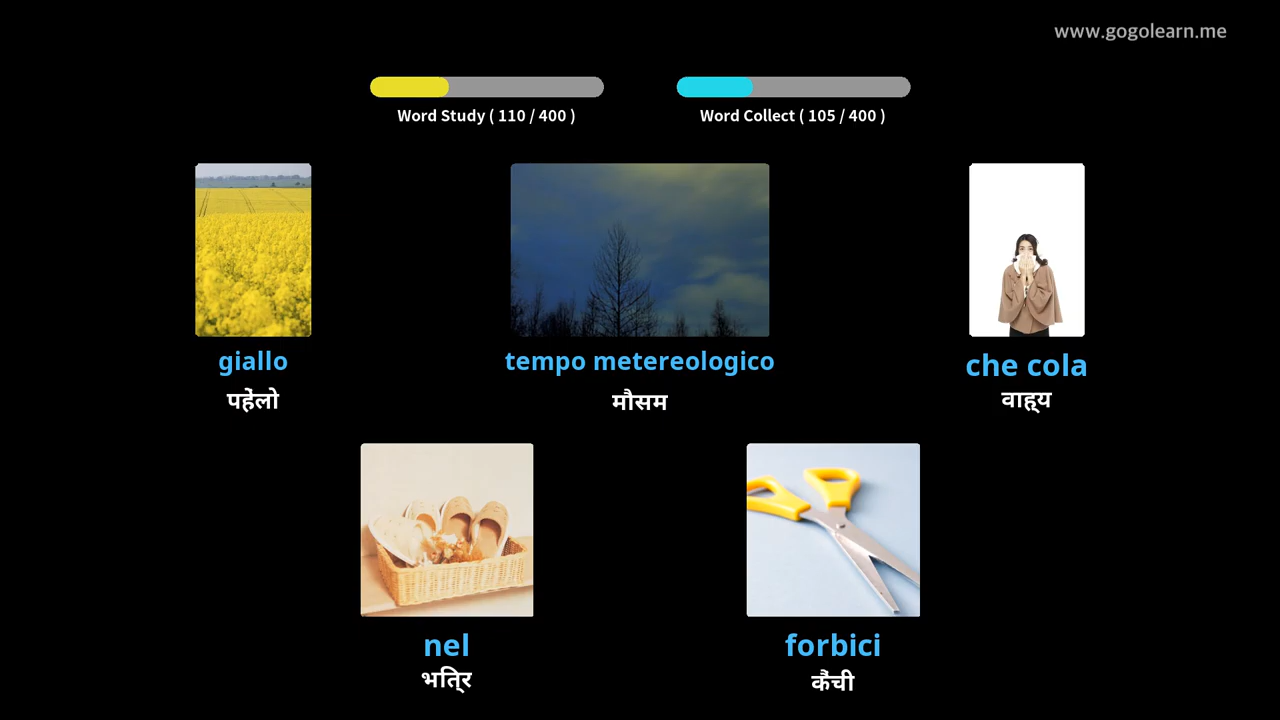 www.gogolearn.me
Word Study ( 110 / 400 )
Word Collect ( 105 / 400 )
giallo
पहेंलो
tempo metereologico
मौसम
che cola
वाह्य
nel
भित्र
forbici
कैंची